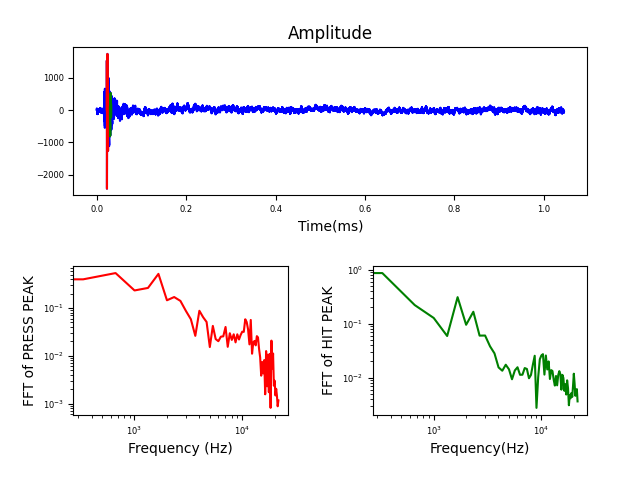 Amplitude
1000
0
−1000
−2000
0.0 0.2 0.4 0.6 0.8 1.0
Time(ms)
FFT of PRESS PEAK
10⁻¹
10⁻²
10⁻³
10³ 10⁴
Frequency (Hz)
FFT of HIT PEAK
10⁰
10⁻¹
10⁻²
10³ 10⁴
Frequency(Hz)